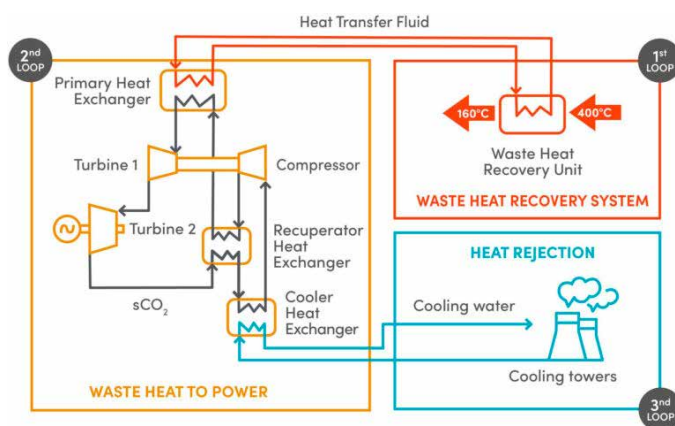 Heat Transfer Fluid
2nd
LOOP
1st
LOOP
Primary Heat
Exchanger
160°C
400°C
Turbine 1
Compressor
Waste Heat
Recovery Unit
WASTE HEAT RECOVERY SYSTEM
Turbine 2
Recuperator
Heat
Exchanger
HEAT REJECTION
sCO₂
Cooler
Heat
Exchanger
Cooling water
Cooling towers
WASTE HEAT TO POWER
3nd
LOOP